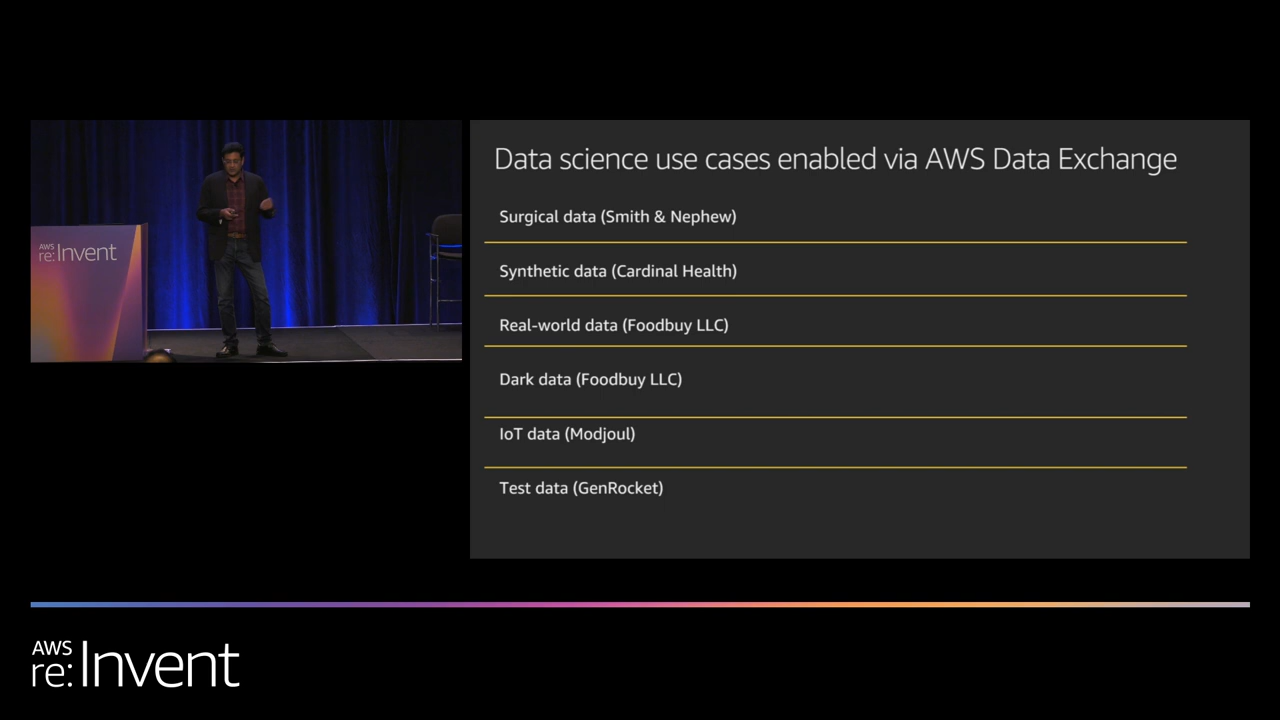 AWS
re:Invent
Data science use cases enabled via AWS Data Exchange
Surgical data (Smith & Nephew)
Synthetic data (Cardinal Health)
Real-world data (Foodbuy LLC)
Dark data (Foodbuy LLC)
IoT data (Modjoul)
Test data (GenRocket)
AWS
re:Invent